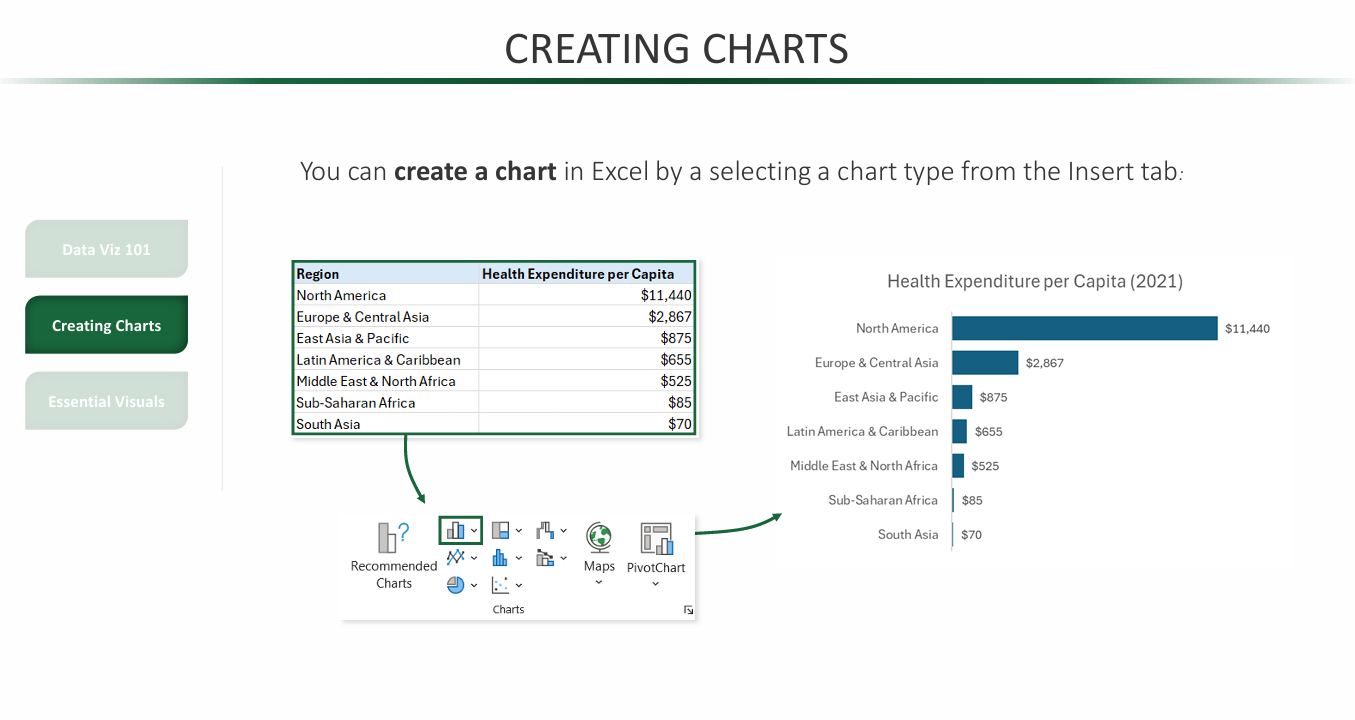 CREATING CHARTS
You can create a chart in Excel by a selecting a chart type from the Insert tab:
Data Viz 101
Creating Charts
Essential Visuals
Region Health Expenditure per Capita
North America $11,440
Europe & Central Asia $2,867
East Asia & Pacific $875
Latin America & Caribbean $655
Middle East & North Africa $525
Sub-Saharan Africa $85
South Asia $70
Recommended
Charts
?
Maps
PivotChart
Charts
Health Expenditure per Capita (2021)
North America $11,440
Europe & Central Asia $2,867
East Asia & Pacific $875
Latin America & Caribbean $655
Middle East & North Africa $525
Sub-Saharan Africa $85
South Asia $70